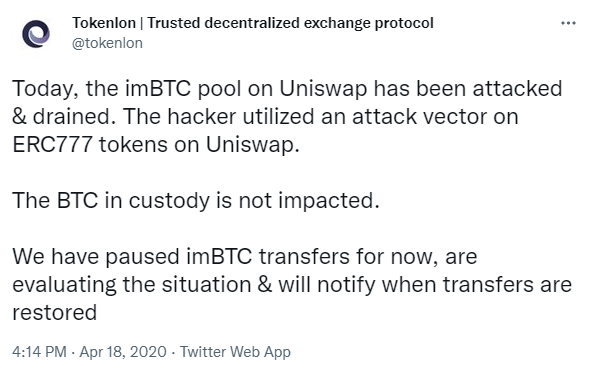 Tokenlon | Trusted decentralized exchange protocol
@tokenlon
Today, the imBTC pool on Uniswap has been attacked
& drained. The hacker utilized an attack vector on
ERC777 tokens on Uniswap.
The BTC in custody is not impacted.
We have paused imBTC transfers for now, are
evaluating the situation & will notify when transfers are
restored
4:14 PM · Apr 18, 2020 · Twitter Web App